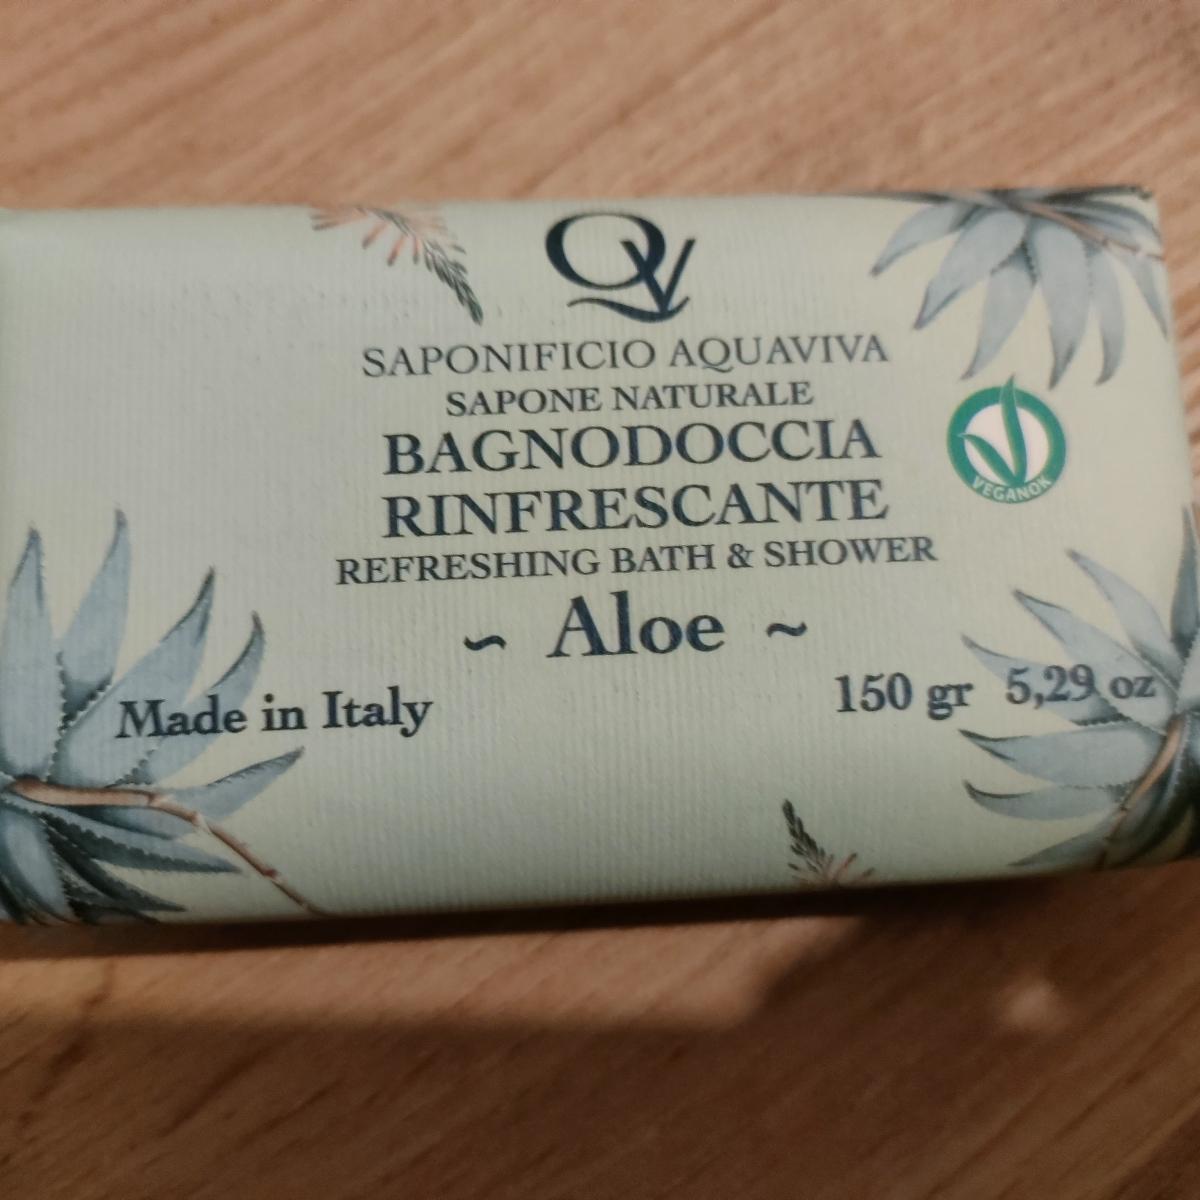 QV
SAPONIFICIO AQUAVIVA
SAPONE NATURALE
BAGNODOCCIA
RINFRESCANTE
REFRESHING BATH & SHOWER
~ Aloe ~
VEGANOK
Made in Italy
150 gr 5,29 oz